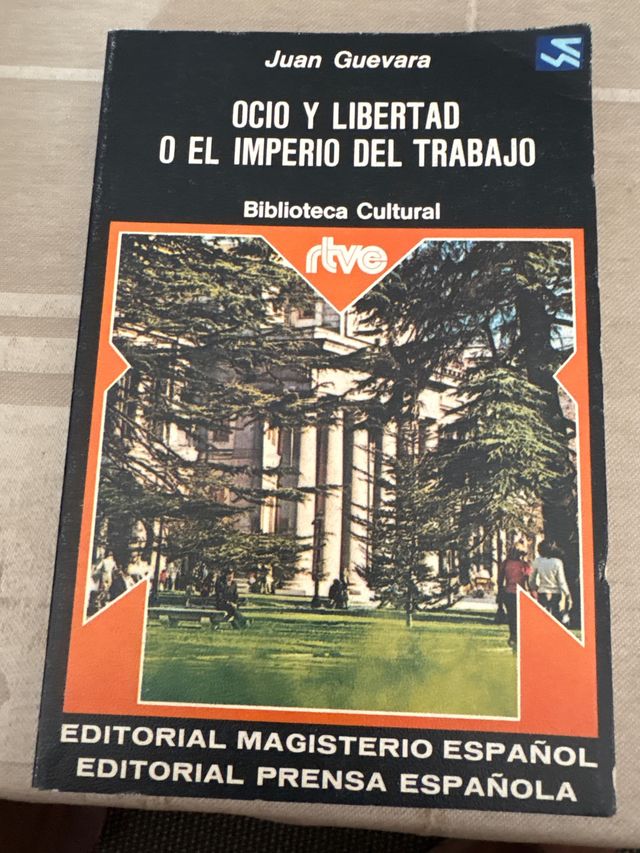 Juan Guevara
OCIO Y LIBERTAD
O EL IMPERIO DEL TRABAJO
Biblioteca Cultural
rtve
EDITORIAL MAGISTERIO ESPAÑOL
EDITORIAL PRENSA ESPAÑOLA